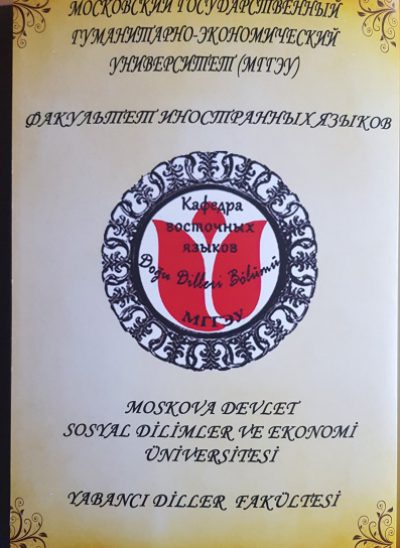 МОСКОВСКИЙ ГОСУДАРСТВЕННЫЙ
ГУМАНИТАРНО-ЭКОНОМИЧЕСКИЙ
УНИВЕРСИТЕТ (МГГЭУ)
ФАКУЛЬТЕТ ИНОСТРАННЫХ ЯЗЫКОВ
Кафедра
восточных
языков
Doğu Dilleri Bölümü
МГГЭУ
MOSKOVA DEVLET
SOSYAL DİLİMLER VE EKONOMİ
ÜNİVERSİTESİ
YABANCI DİLLER FAKÜLTESİ